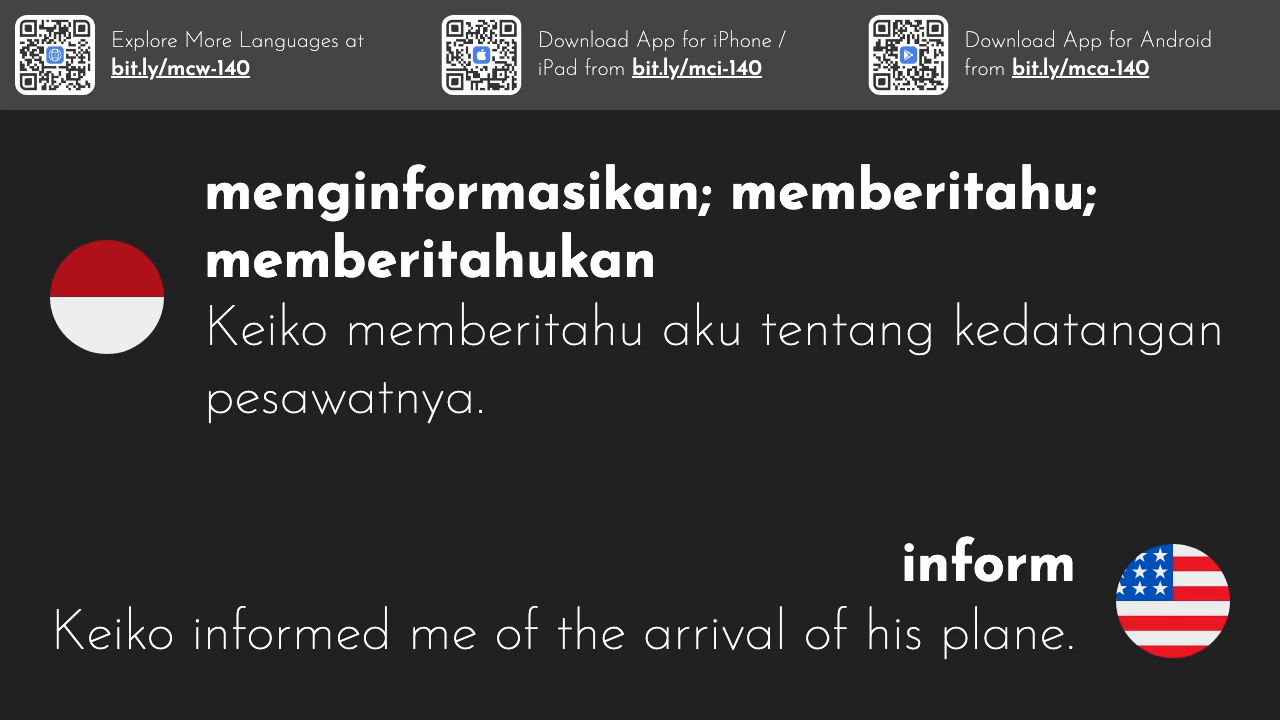 Explore More Languages at
bit.ly/mcw-140
Download App for iPhone /
iPad from bit.ly/mci-140
Download App for Android
from bit.ly/mca-140
menginformasikan; memberitahu;
memberitahukan
Keiko memberitahu aku tentang kedatangan
pesawatnya.
inform
Keiko informed me of the arrival of his plane.